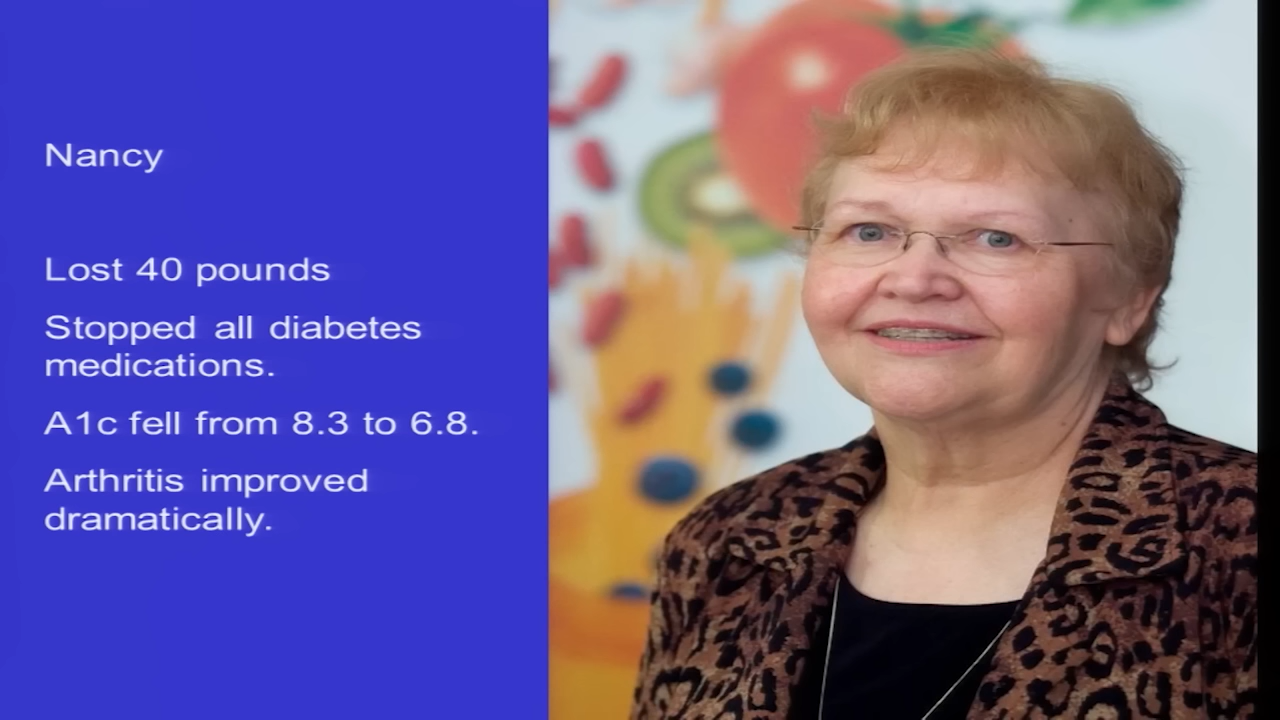 Nancy
Lost 40 pounds
Stopped all diabetes
medications.
A1c fell from 8.3 to 6.8.
Arthritis improved
dramatically.